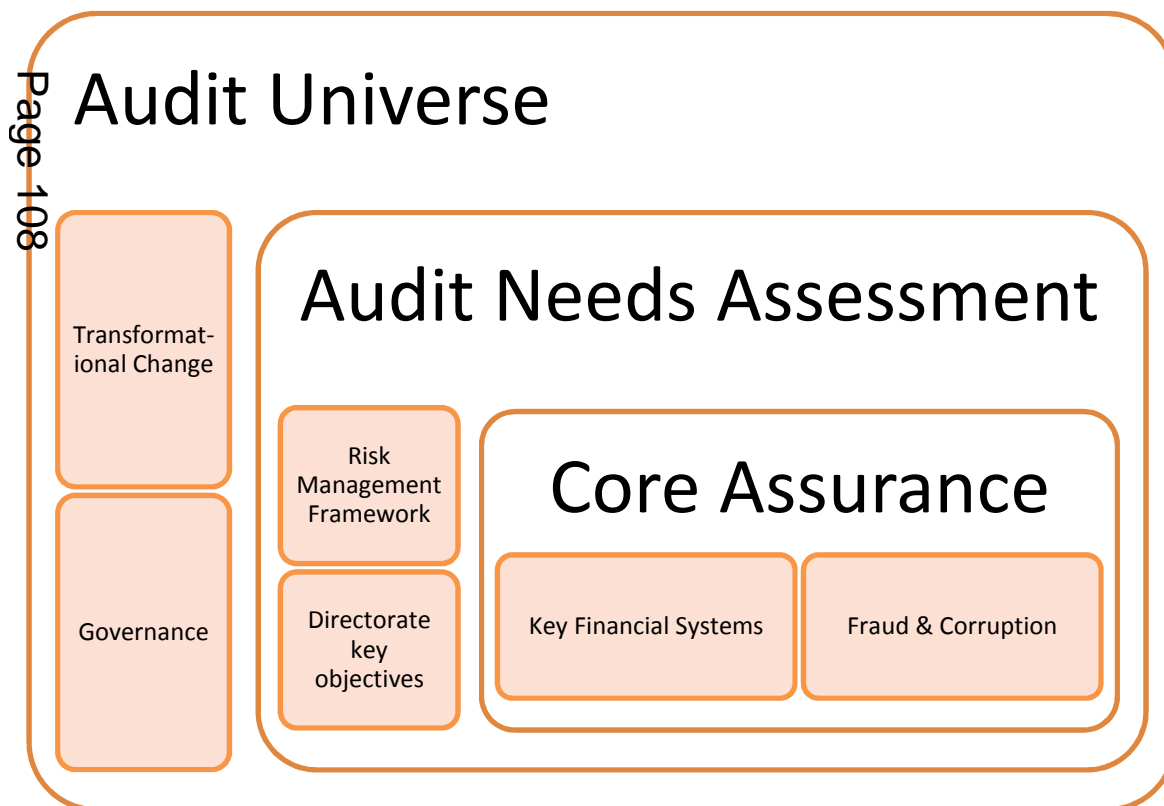 Page 108
Audit Universe
Transformat-
ional Change
Governance
Audit Needs Assessment
Risk
Management
Framework
Directorate
key
objectives
Core Assurance
Key Financial Systems
Fraud & Corruption